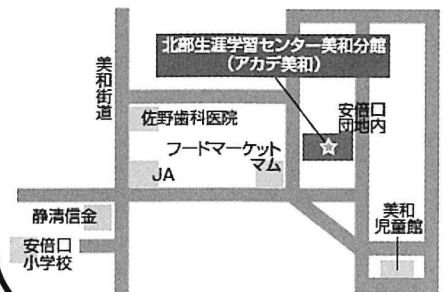 北部生涯学習センター美和分館
(アカデ美和)
美和街道
佐野歯科医院
安倍口
団地内
フードマーケット
マム
JA
静清信金
美和
児童館
安倍口
小学校